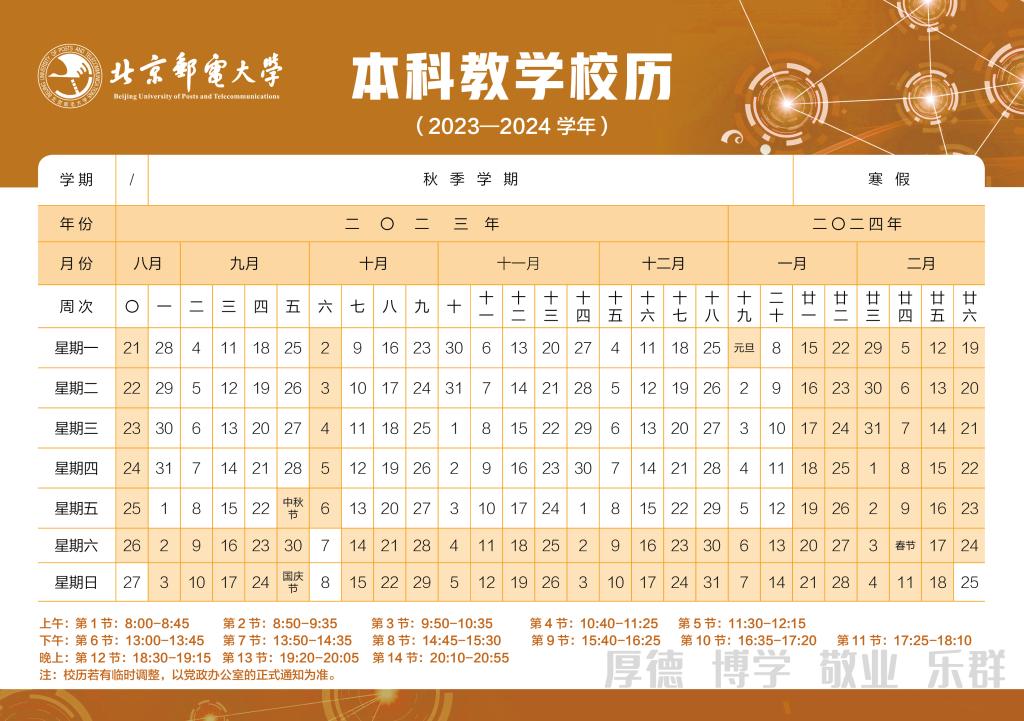 北京郵電大學
Beijing University of Posts and Telecommunications
本科教学校历
（2023—2024 学年）
学期 / 秋季学期 寒假
年份 二〇二三年 二〇二四年
月份 八月 九月 十月 十一月 十二月 一月 二月
周次 〇 一 二 三 四 五 六 七 八 九 十 十一 十二 十三 十四 十五 十六 十七 十八 十九 二十 廿一 廿二 廿三 廿四 廿五 廿六
星期一 21 28 4 11 18 25 2 9 16 23 30 6 13 20 27 4 11 18 25 元旦 8 15 22 29 5 12 19
星期二 22 29 5 12 19 26 3 10 17 24 31 7 14 21 28 5 12 19 26 2 9 16 23 30 6 13 20
星期三 23 30 6 13 20 27 4 11 18 25 1 8 15 22 29 6 13 20 27 3 10 17 24 31 7 14 21
星期四 24 31 7 14 21 28 5 12 19 26 2 9 16 23 30 7 14 21 28 4 11 18 25 1 8 15 22
星期五 25 1 8 15 22 中秋节 6 13 20 27 3 10 17 24 1 8 15 22 29 5 12 19 26 2 9 16 23
星期六 26 2 9 16 23 30 7 14 21 28 4 11 18 25 2 9 16 23 30 6 13 20 27 3 春节 17 24
星期日 27 3 10 17 24 国庆节 8 15 22 29 5 12 19 26 3 10 17 24 31 7 14 21 28 4 11 18 25
上午：第 1 节：8:00-8:45 第 2 节：8:50-9:35 第 3 节：9:50-10:35 第 4 节：10:40-11:25 第 5 节：11:30-12:15
下午：第 6 节：13:00-13:45 第 7 节：13:50-14:35 第 8 节：14:45-15:30 第 9 节：15:40-16:25 第 10 节：16:35-17:20 第 11 节：17:25-18:10
晚上：第 12 节：18:30-19:15 第 13 节：19:20-20:05 第 14 节：20:10-20:55
注：校历若有临时调整，以党政办公室的正式通知为准。
厚德 博学 敬业 乐群